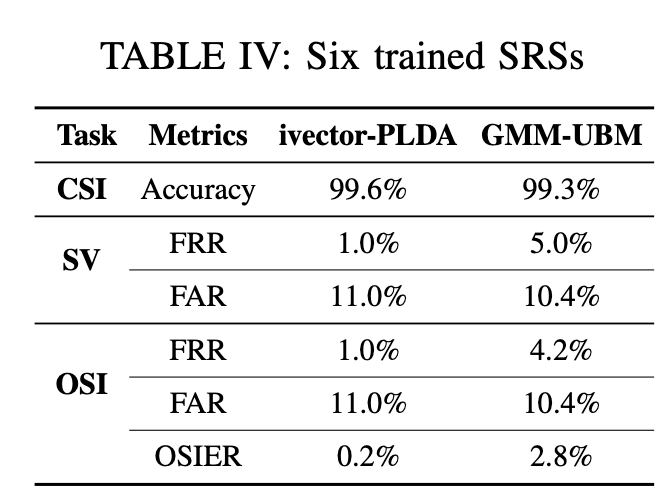 TABLE IV: Six trained SRSs
Task Metrics ivector-PLDA GMM-UBM
CSI Accuracy 99.6% 99.3%
SV
FRR 1.0% 5.0%
FAR 11.0% 10.4%
OSI
FRR 1.0% 4.2%
FAR 11.0% 10.4%
OSIER 0.2% 2.8%